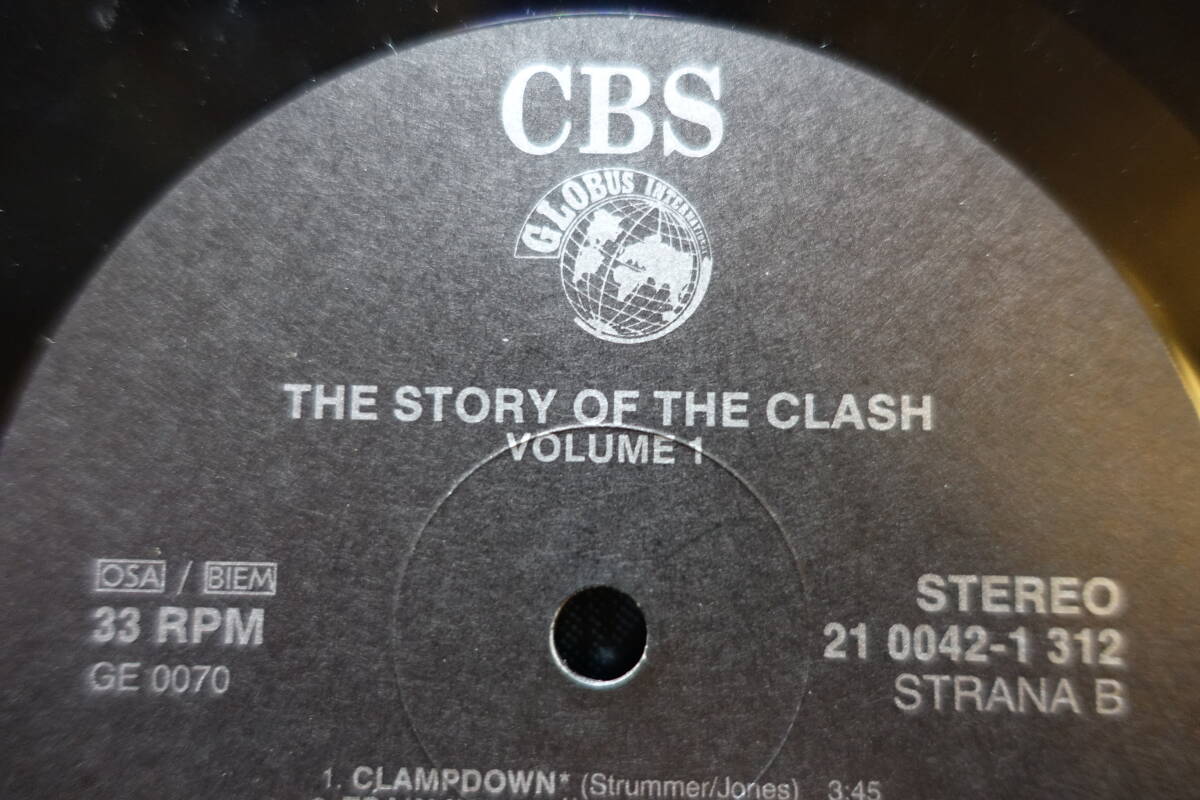 CBS
GLOBUS INTERNATIONAL
THE STORY OF THE CLASH
VOLUME 1
OSA / BIEM
33 RPM
GE 0070
STEREO
21 0042-1 312
STRANA B
1. CLAMPDOWN* (Strummer/Jones) 3:45